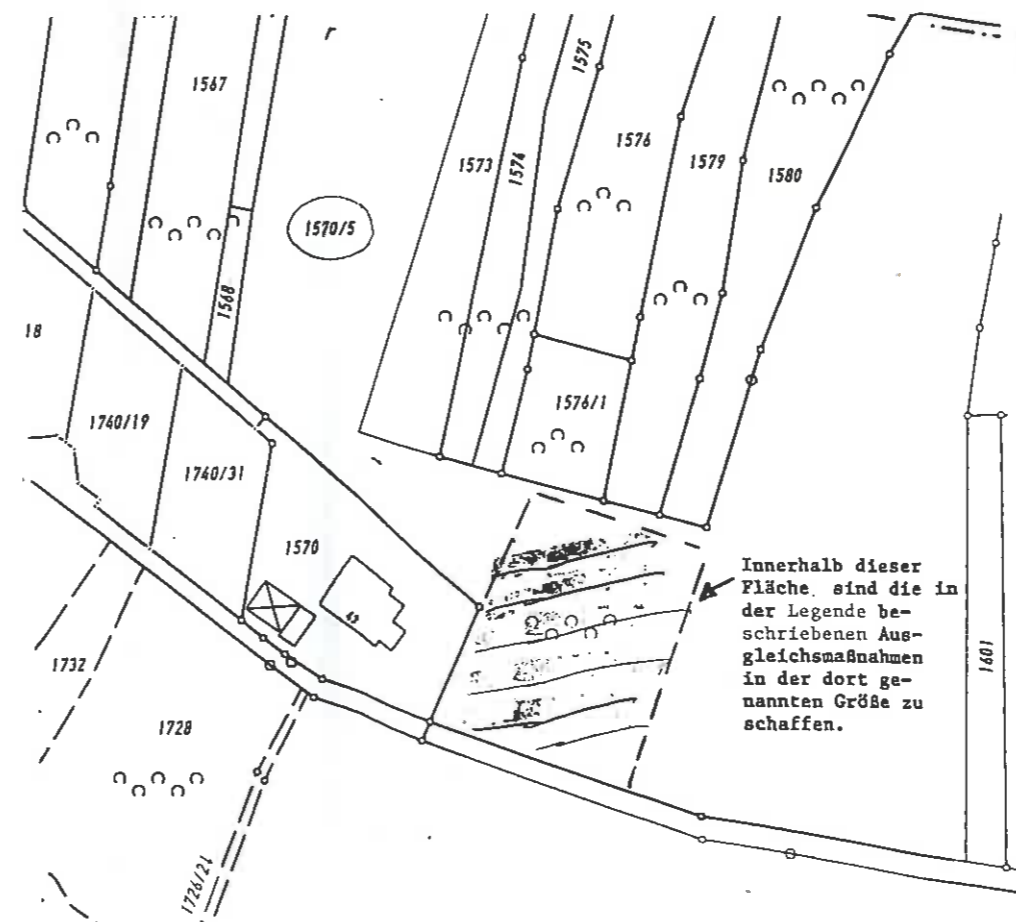 r
1567
1575
1573
1574
1576
1579
1580
1570/5
1568
18
1576/1
1740/19
1740/31
1570
43
Innerhalb dieser
Fläche sind die in
der Legende be-
schriebenen Aus-
gleichsmaßnahmen
in der dort ge-
nannten Größe zu
schaffen.
1601
1732
1728
1726/21